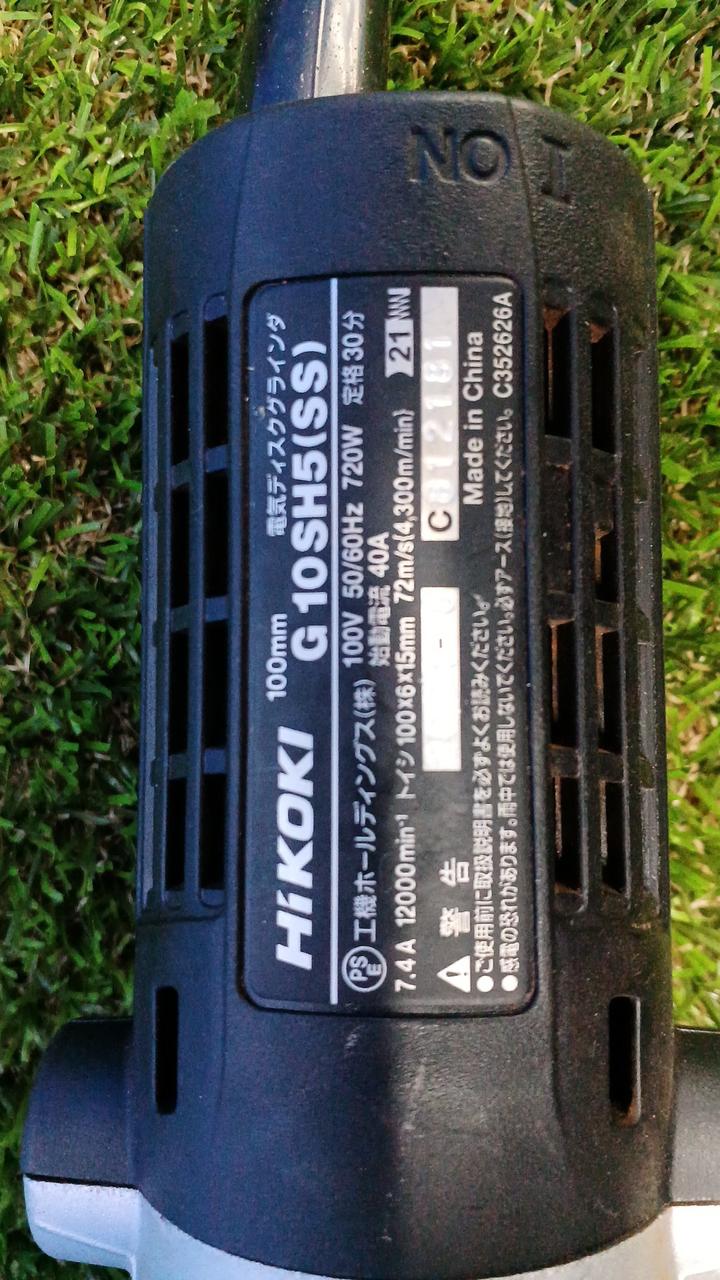 NO I
HiKOKI 100mm 電気ディスクグラインダ
G 10SH5(SS)
PSE 工機ホールディングス(株) 100V 50/60Hz 720W 定格30分
始動電流 40A
7.4A 12000min⁻¹ トイシ 100x6x15mm 72m/s{4,300m/min} 21
警告 Made in China
●ご使用前に取扱説明書を必ずよくお読みください。
●感電の恐れがあります。雨中では使用しないでください。必ずアース(接地)してください。 C352626A